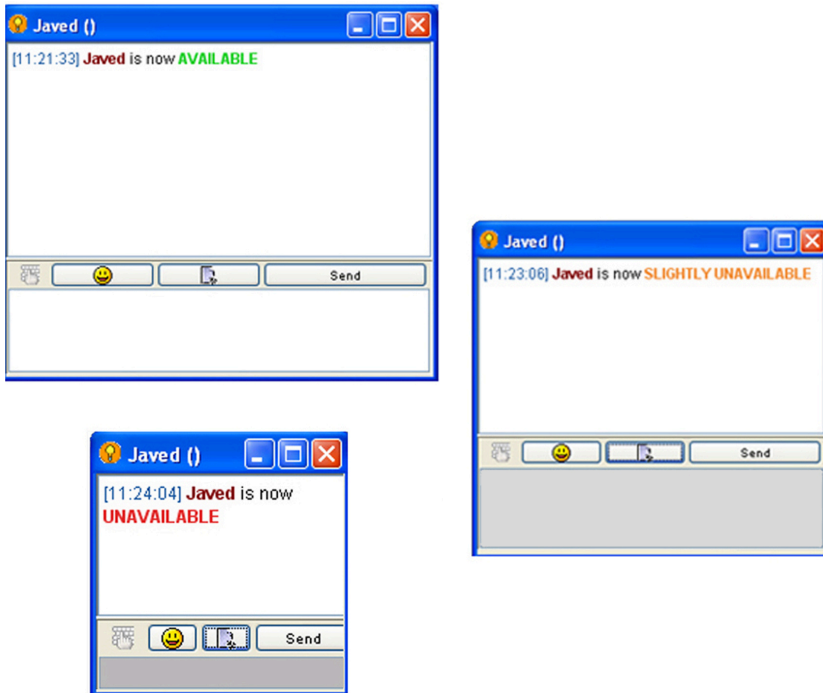 Javed ()
[11:21:33] Javed is now AVAILABLE
Send
Javed ()
[11:23:06] Javed is now SLIGHTLY UNAVAILABLE
Send
Javed ()
[11:24:04] Javed is now
UNAVAILABLE
Send